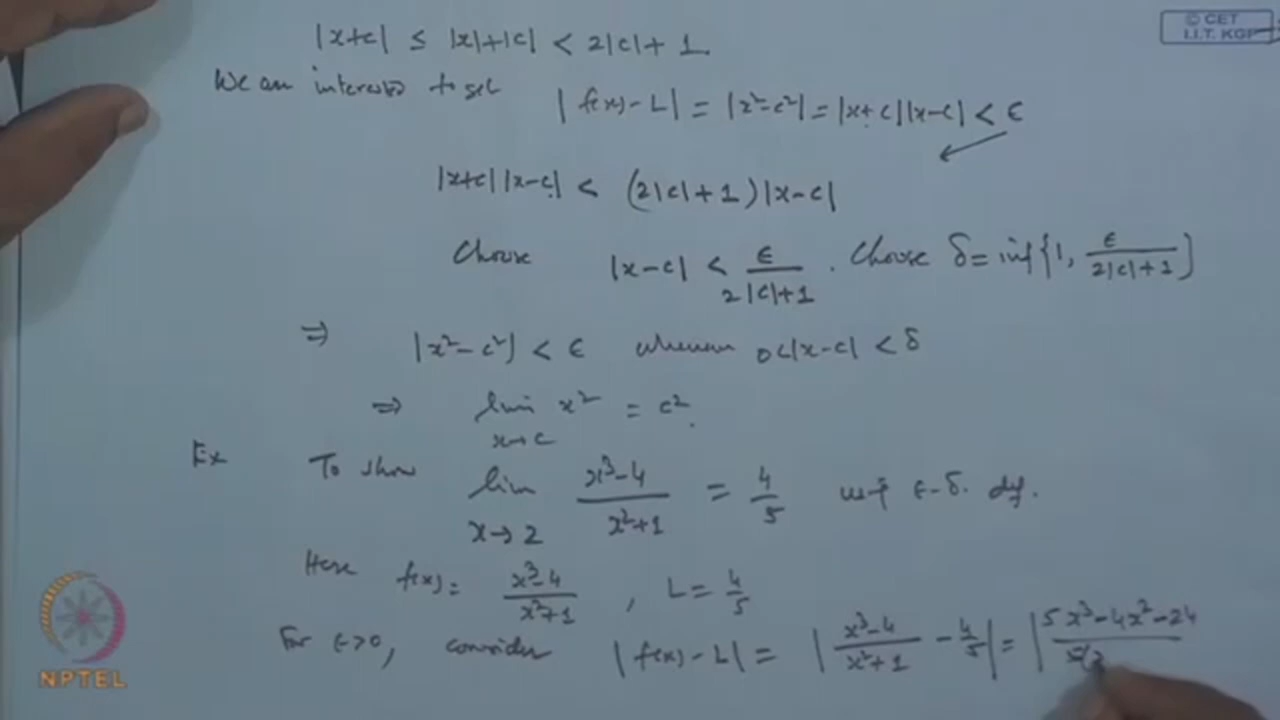 © CET
I.I.T. KGP
|x+c| ≤ |x|+|c| < 2|c|+1.
We are interested to get |f(x)-L| = |x²-c²| = |x+c||x-c| < ε
|x+c||x-c| < (2|c|+1)|x-c|
Choose |x-c| < ε/(2|c|+1). Choose δ = inf{1, ε/(2|c|+1)}
⇒ |x²-c²| < ε whenever 0<|x-c| < δ
⇒ lim x→c x² = c².
Ex To show lim x→2 (x³-4)/(x²+1) = 4/5 ε-δ. def.
Here f(x) = (x³-4)/(x²+1), L = 4/5
For ε>0, consider |f(x)-L| = |(x³-4)/(x²+1) - 4/5| = |5x³-4x²-24
NPTEL